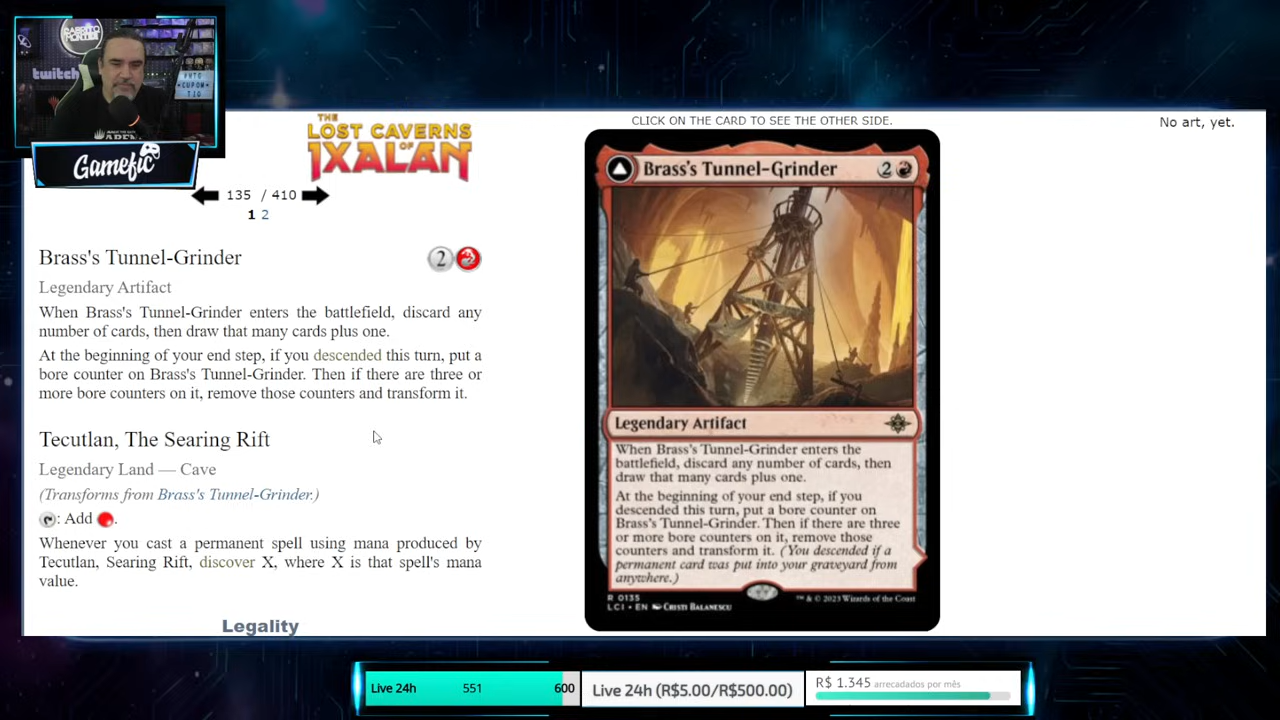 twitch
Gamefic
THE
LOST CAVERNS
OF
IXALAN
135 / 410
1 2
Brass's Tunnel-Grinder
2
Legendary Artifact
When Brass's Tunnel-Grinder enters the battlefield, discard any
number of cards, then draw that many cards plus one.
At the beginning of your end step, if you descended this turn, put a
bore counter on Brass's Tunnel-Grinder. Then if there are three or
more bore counters on it, remove those counters and transform it.
Tecutlan, The Searing Rift
Legendary Land — Cave
(Transforms from Brass's Tunnel-Grinder.)
: Add .
Whenever you cast a permanent spell using mana produced by
Tecutlan, Searing Rift, discover X, where X is that spell's mana
value.
Legality
CLICK ON THE CARD TO SEE THE OTHER SIDE.
Brass's Tunnel-Grinder 2
Legendary Artifact
When Brass's Tunnel-Grinder enters the
battlefield, discard any number of cards, then
draw that many cards plus one.
At the beginning of your end step, if you
descended this turn, put a bore counter on
Brass's Tunnel-Grinder. Then if there are three
or more bore counters on it, remove those
counters and transform it. (You descended if a
permanent card was put into your graveyard from
anywhere.)
R 0135
LCI • EN CRISTI BALANESCU
™ & © 2023 Wizards of the Coast
No art, yet.
Live 24h 551 600
Live 24h (R$5.00/R$500.00)
R$ 1.345 arrecadados por mês